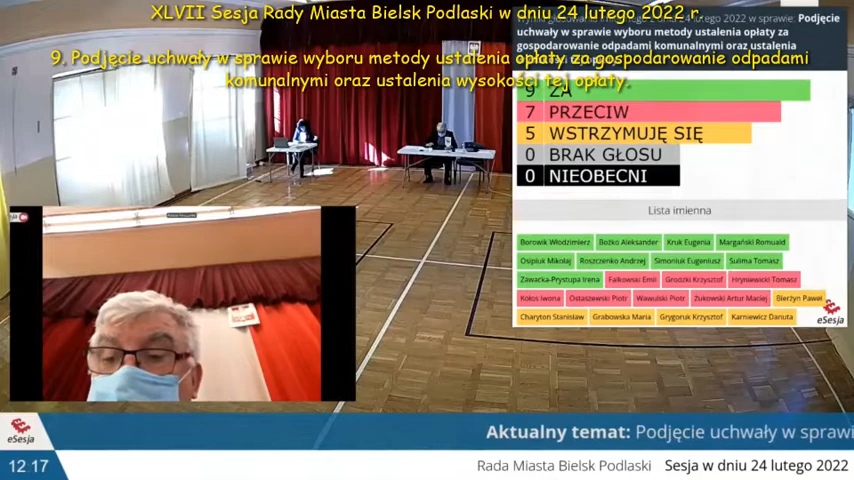 XLVII Sesja Rady Miasta Bielsk Podlaski w dniu 24 lutego 2022 r.
24 lutego 2022 w sprawie: Podjęcie
uchwały w sprawie wyboru metody ustalenia opłaty za
gospodarowanie odpadami komunalnymi oraz ustalenia
9. Podjęcie uchwały w sprawie wyboru metody ustalenia opłaty za gospodarowanie odpadami
komunalnymi oraz ustalenia wysokości tej opłaty.
9 ZA
7 PRZECIW
5 WSTRZYMUJĘ SIĘ
0 BRAK GŁOSU
0 NIEOBECNI
Lista imienna
Borowik Włodzimierz Bożko Aleksander Kruk Eugenia Margański Romuald
Osipiuk Mikołaj Roszczenko Andrzej Simoniuk Eugeniusz Sulima Tomasz
Zawacka-Prystupa Irena Falkowski Emil Grodzki Krzysztof Hryniewicki Tomasz
Kołos Iwona Ostaszewski Piotr Wawulski Piotr Żukowski Artur Maciej Bierżyn Paweł
Charyton Stanisław Grabowska Maria Grygoruk Krzysztof Karniewicz Danuta
eSesja
eSesja
Aktualny temat: Podjęcie uchwały w sprawi
12:17
Rada Miasta Bielsk Podlaski Sesja w dniu 24 lutego 2022